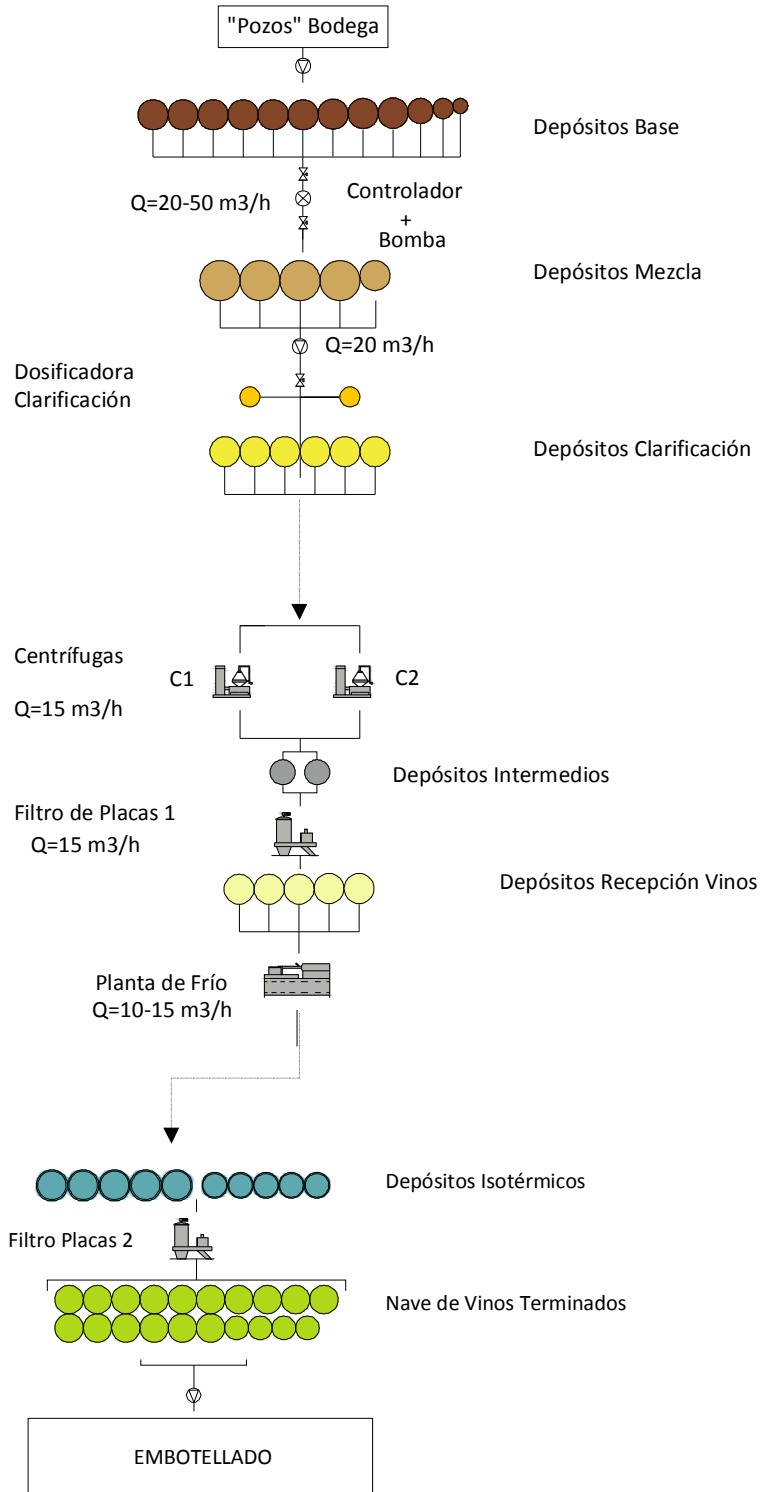 "Pozos" Bodega
Depósitos Base
Q=20-50 m3/h
Controlador
+
Bomba
Depósitos Mezcla
Q=20 m3/h
Dosificadora
Clarificación
Depósitos Clarificación
Centrífugas
C1
C2
Q=15 m3/h
Depósitos Intermedios
Filtro de Placas 1
Q=15 m3/h
Depósitos Recepción Vinos
Planta de Frío
Q=10-15 m3/h
Depósitos Isotérmicos
Filtro Placas 2
Nave de Vinos Terminados
EMBOTELLADO